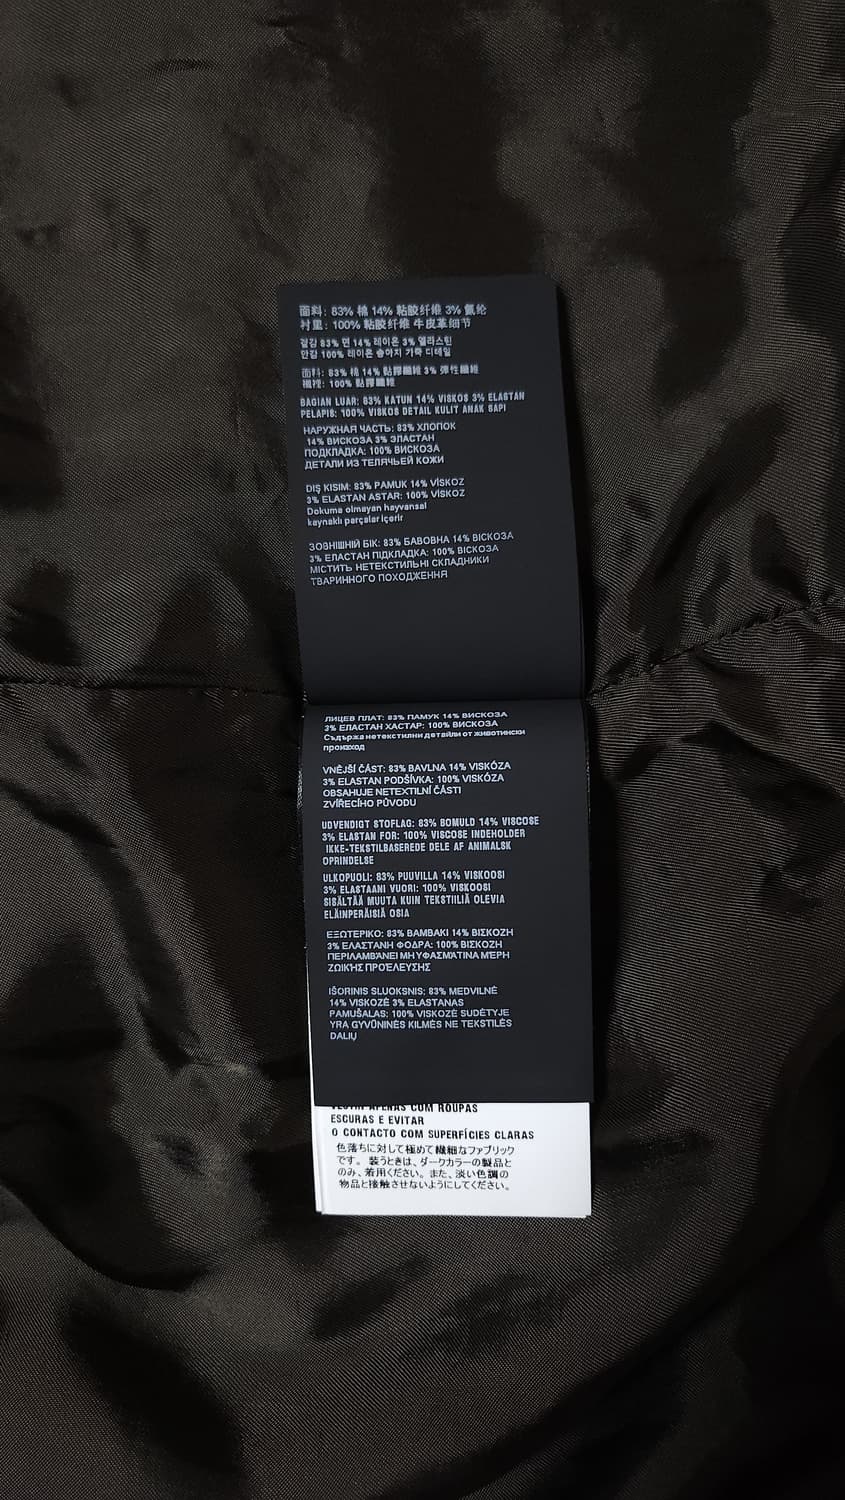 面料: 83% 棉 14% 粘胶纤维 3% 氨纶
衬里: 100% 粘胶纤维 牛皮革细节
겉감 83% 면 14% 레이온 3% 엘라스틴
안감 100% 레이온 송아지 가죽 디테일
面料: 83% 棉 14% 黏膠纖維 3% 彈性纖維
襯裡: 100% 黏膠纖維
BAGIAN LUAR: 83% KATUN 14% VISKOS 3% ELASTAN
PELAPIS: 100% VISKOS DETAIL KULIT ANAK SAPI
НАРУЖНАЯ ЧАСТЬ: 83% ХЛОПОК
14% ВИСКОЗА 3% ЭЛАСТАН
ПОДКЛАДКА: 100% ВИСКОЗА
ДЕТАЛИ ИЗ ТЕЛЯЧЬЕЙ КОЖИ
DIŞ KISIM: 83% PAMUK 14% VİSKOZ
3% ELASTAN ASTAR: 100% VİSKOZ
Dokuma olmayan hayvansal
kaynaklı parçalar içerir
ЗОВНІШНІЙ БІК: 83% БАВОВНА 14% ВІСКОЗА
3% ЕЛАСТАН ПІДКЛАДКА: 100% ВІСКОЗА
МІСТИТЬ НЕТЕКСТИЛЬНІ СКЛАДНИКИ
ТВАРИННОГО ПОХОДЖЕННЯ
ЛИЦЕВ ПЛАТ: 83% ПАМУК 14% ВИСКОЗА
3% ЕЛАСТАН ХАСТАР: 100% ВИСКОЗА
Съдържа нетекстилни детайли от животински
произход
VNĚJŠÍ ČÁST: 83% BAVLNA 14% VISKÓZA
3% ELASTAN PODŠÍVKA: 100% VISKÓZA
OBSAHUJE NETEXTILNÍ ČÁSTI
ZVÍŘECÍHO PŮVODU
UDVENDIGT STOFLAG: 83% BOMULD 14% VISCOSE
3% ELASTAN FOR: 100% VISCOSE INDEHOLDER
IKKE-TEKSTILBASEREDE DELE AF ANIMALSK
OPRINDELSE
ULKOPUOLI: 83% PUUVILLA 14% VISKOOSI
3% ELASTAANI VUORI: 100% VISKOOSI
SISÄLTÄÄ MUUTA KUIN TEKSTIILIÄ OLEVIA
ELÄINPERÄISIÄ OSIA
ΕΞΩΤΕΡΙΚΟ: 83% ΒΑΜΒΑΚΙ 14% ΒΙΣΚΟΖΗ
3% ΕΛΑΣΤΑΝΗ ΦΟΔΡΑ: 100% ΒΙΣΚΟΖΗ
ΠΕΡΙΛΑΜΒΆΝΕΙ ΜΗ ΥΦΑΣΜΆΤΙΝΑ ΜΈΡΗ
ΖΩΙΚΉΣ ΠΡΟΈΛΕΥΣΗΣ
IŠORINIS SLUOKSNIS: 83% MEDVILNĖ
14% VISKOZĖ 3% ELASTANAS
PAMUŠALAS: 100% VISKOZĖ SUDĖTYJE
YRA GYVŪNINĖS KILMĖS NE TEKSTILĖS
DALIŲ
VESTIR APENAS COM ROUPAS
ESCURAS E EVITAR
O CONTACTO COM SUPERFÍCIES CLARAS
色落ちに対して極めて繊細なファブリック
です。 装うときは、ダークカラーの製品と
のみ、着用ください。また、淡い色調の
物品と接触させないようにしてください。